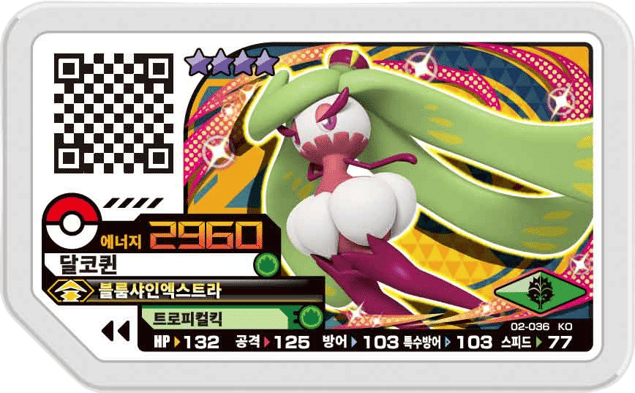 에너지 2960
달코퀸
블룸샤인엑스트라
트로피컬킥
02-036 KO
HP 132 공격 125 방어 103 특수방어 103 스피드 77